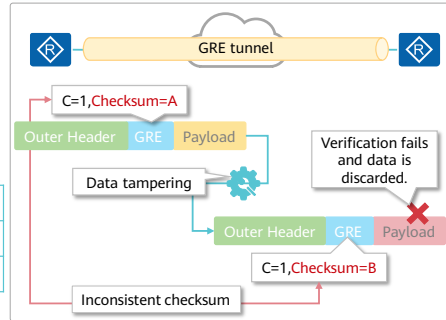 R
GRE tunnel
R
C=1,Checksum=A
Outer Header
GRE
Payload
Verification fails
and data is
discarded.
Data tampering
Outer Header
GRE
Payload
C=1,Checksum=B
Inconsistent checksum